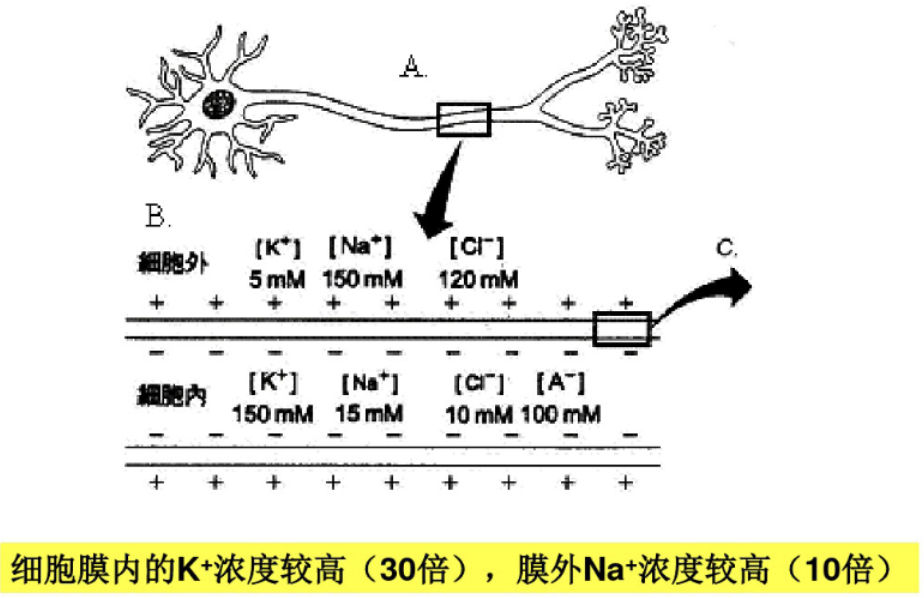 A.
B.
[K⁺] [Na⁺] [Cl⁻]
細胞外
5 mM 150 mM 120 mM
C.
+ + + + + + + + +
− − − − − − − − −
[K⁺] [Na⁺] [Cl⁻] [A⁻]
細胞內
150 mM 15 mM 10 mM 100 mM
− − − − − − − − −
+ + + + + + + + +
细胞膜内的K⁺浓度较高（30倍），膜外Na⁺浓度较高（10倍）